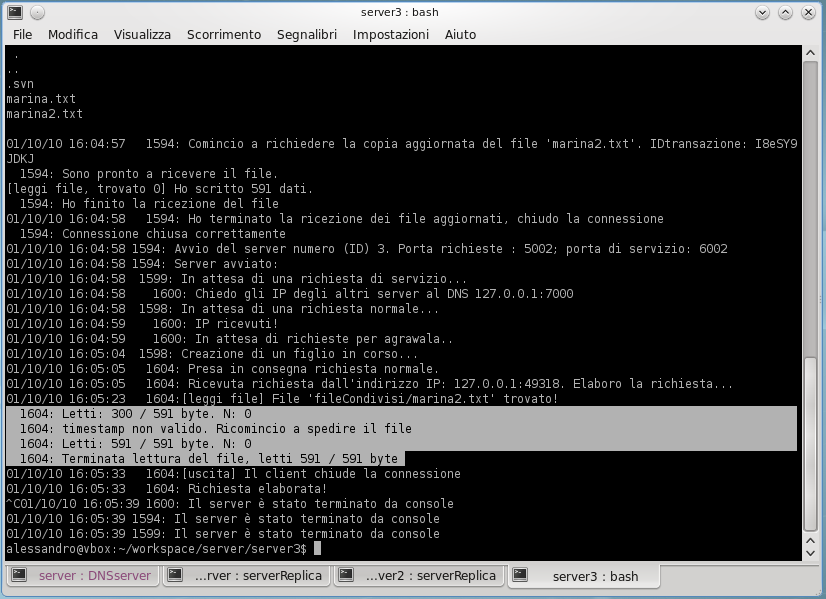 server3 : bash
File Modifica Visualizza Scorrimento Segnalibri Impostazioni Aiuto
.
..
.svn
marina.txt
marina2.txt
01/10/10 16:04:57   1594: Comincio a richiedere la copia aggiornata del file 'marina2.txt'. IDtransazione: I8eSY9
JDKJ
  1594: Sono pronto a ricevere il file.
[leggi file, trovato 0] Ho scritto 591 dati.
  1594: Ho finito la ricezione del file
01/10/10 16:04:58   1594: Ho terminato la ricezione dei file aggiornati, chiudo la connessione
  1594: Connessione chiusa correttamente
01/10/10 16:04:58 1594: Avvio del server numero (ID) 3. Porta richieste : 5002; porta di servizio: 6002
01/10/10 16:04:58 1594: Server avviato:
01/10/10 16:04:58  1599: In attesa di una richiesta di servizio...
01/10/10 16:04:58    1600: Chiedo gli IP degli altri server al DNS 127.0.0.1:7000
01/10/10 16:04:58  1598: In attesa di una richiesta normale...
01/10/10 16:04:59    1600: IP ricevuti!
01/10/10 16:04:59    1600: In attesa di richieste per agrawala..
01/10/10 16:05:04  1598: Creazione di un figlio in corso...
01/10/10 16:05:05   1604: Presa in consegna richiesta normale.
01/10/10 16:05:05   1604: Ricevuta richiesta dall'indirizzo IP: 127.0.0.1:49318. Elaboro la richiesta...
01/10/10 16:05:23   1604:[leggi file] File 'fileCondivisi/marina2.txt' trovato!
  1604: Letti: 300 / 591 byte. N: 0
  1604: timestamp non valido. Ricomincio a spedire il file
  1604: Letti: 591 / 591 byte. N: 0
  1604: Terminata lettura del file, letti 591 / 591 byte
01/10/10 16:05:33   1604:[uscita] Il client chiude la connessione
01/10/10 16:05:33   1604: Richiesta elaborata!
^C01/10/10 16:05:39 1600: Il server è stato terminato da console
01/10/10 16:05:39 1594: Il server è stato terminato da console
01/10/10 16:05:39 1599: Il server è stato terminato da console
alessandro@vbox:~/workspace/server/server3$
server : DNSserver ...rver : serverReplica ...ver2 : serverReplica server3 : bash